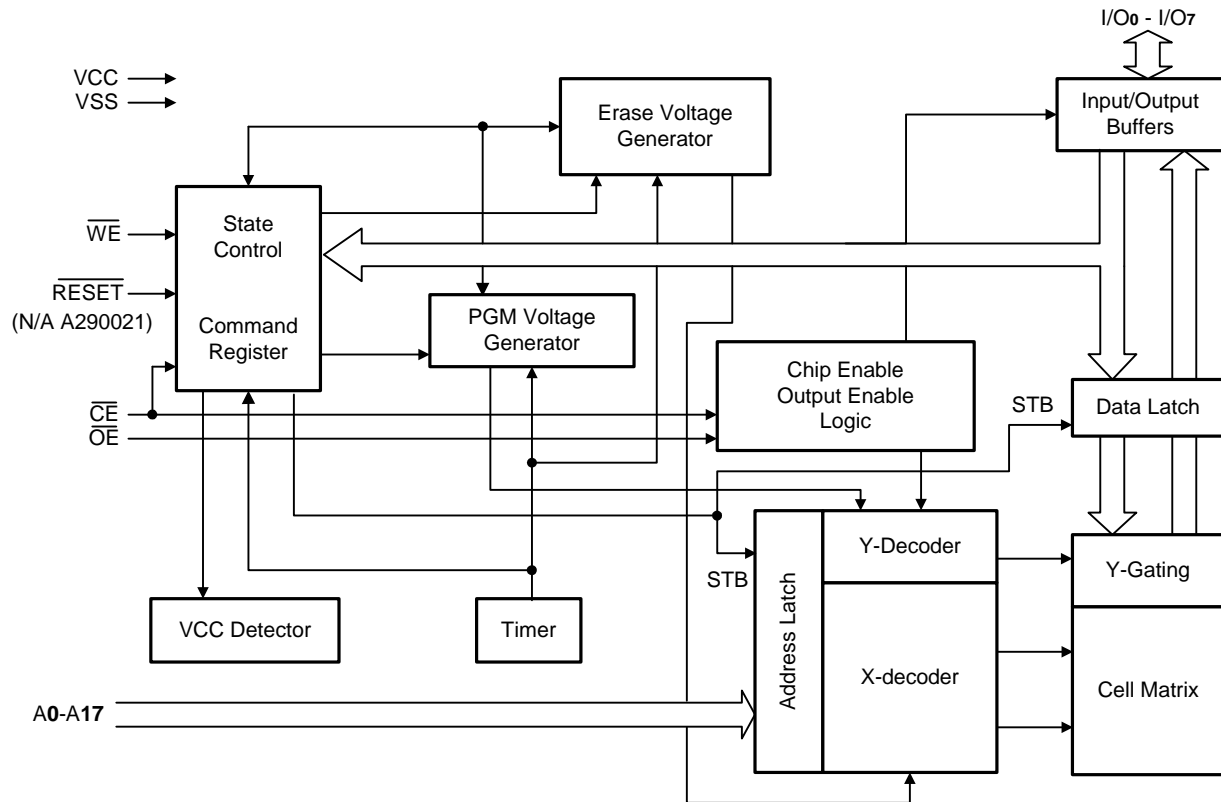 I/O0 - I/O7
VCC
VSS
Erase Voltage
Generator
Input/Output
Buffers
State
Control
WE
RESET
(N/A A290021)
Command
Register
PGM Voltage
Generator
Chip Enable
Output Enable
Logic
CE
OE
STB
Data Latch
Y-Decoder
STB
Y-Gating
VCC Detector
Timer
Address Latch
X-decoder
Cell Matrix
A0-A17